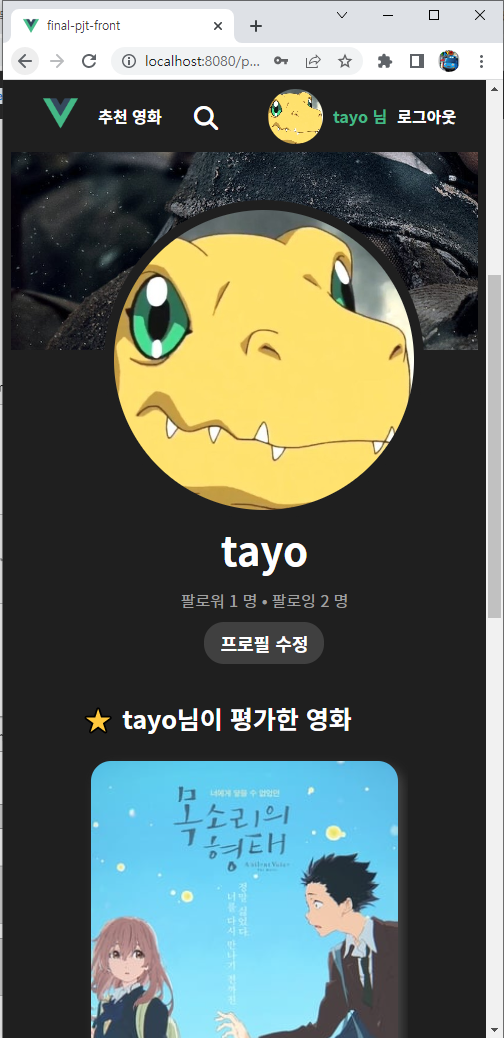 final-pjt-front
localhost:8080/p...
추천 영화
tayo 님 로그아웃
tayo
팔로워 1 명 • 팔로잉 2 명
프로필 수정
tayo님이 평가한 영화
너에게 닿을 수 없었던
목소리의
형태
A silent Voice
정말 싫었다.
너를 다시 만나기 전까진